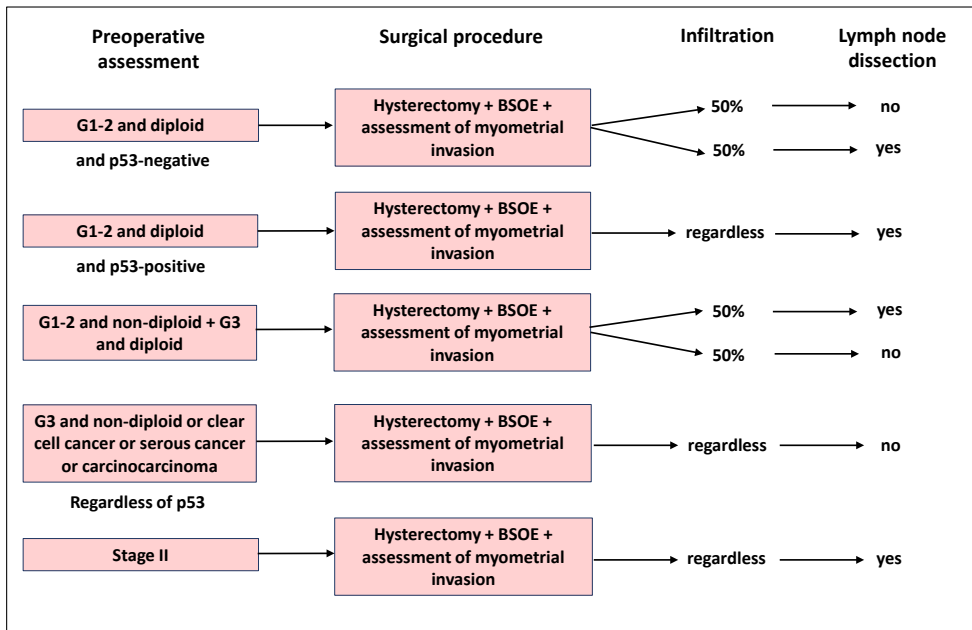 Preoperative
assessment
Surgical procedure
Infiltration
Lymph node
dissection
G1-2 and diploid
and p53-negative
Hysterectomy + BSOE +
assessment of myometrial
invasion
50%
no
50%
yes
G1-2 and diploid
and p53-positive
Hysterectomy + BSOE +
assessment of myometrial
invasion
regardless
yes
G1-2 and non-diploid + G3
and diploid
Hysterectomy + BSOE +
assessment of myometrial
invasion
50%
yes
50%
no
G3 and non-diploid or clear
cell cancer or serous cancer
or carcinocarcinoma
Regardless of p53
Hysterectomy + BSOE +
assessment of myometrial
invasion
regardless
no
Stage II
Hysterectomy + BSOE +
assessment of myometrial
invasion
regardless
yes